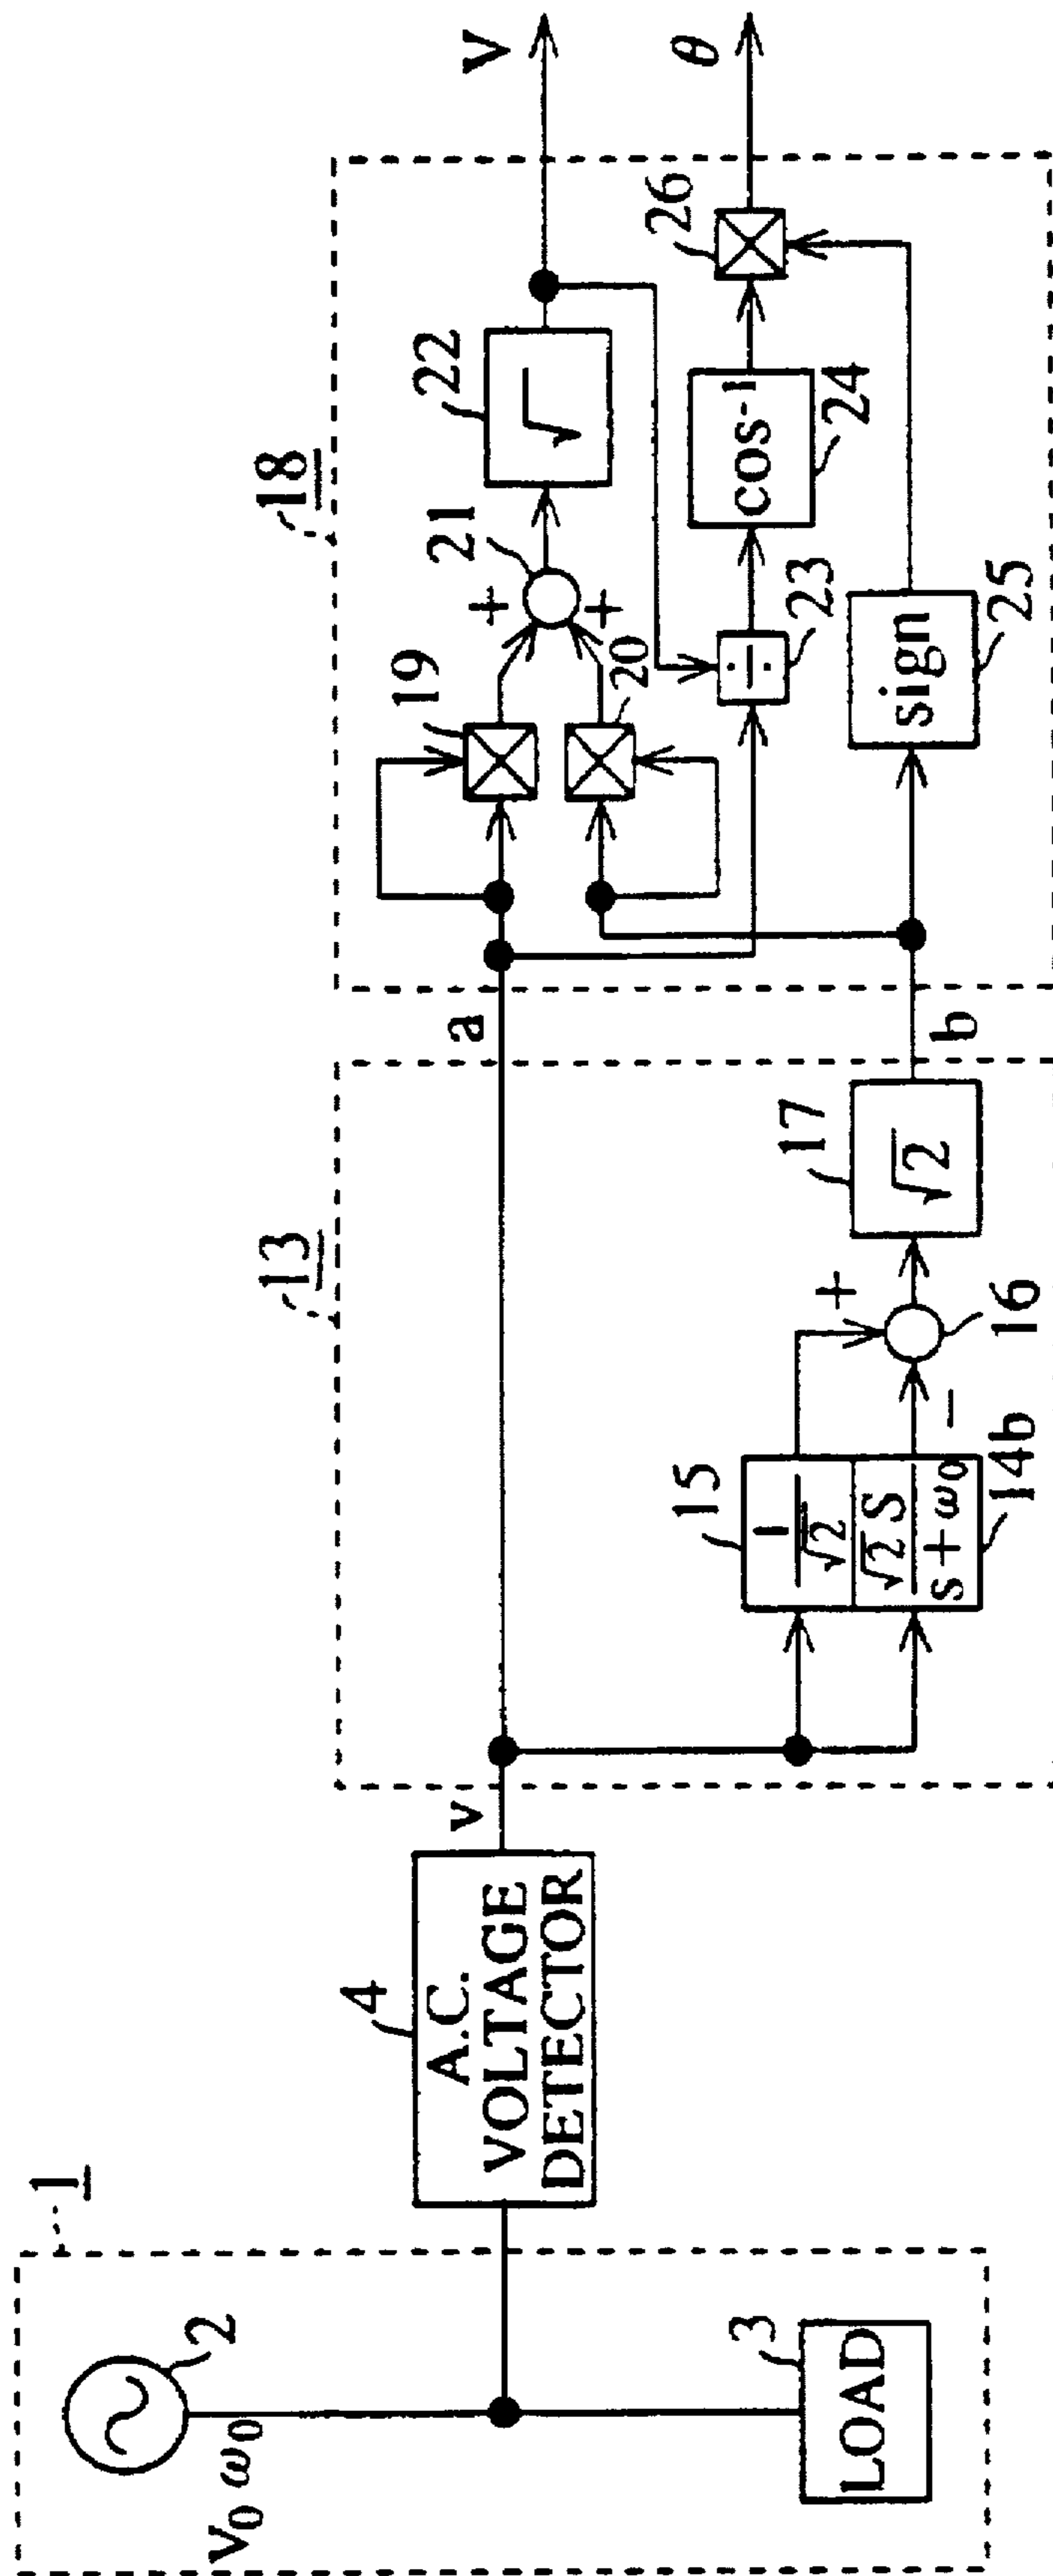 1
2
V₀ ω₀
3
LOAD
4
A.C.
VOLTAGE
DETECTOR
v
13
15
1
√2
√2 S
s + ω₀
14b
+
−
16
17
√2
a
b
18
19
20
+
+
21
22
√
÷
23
cos⁻¹
24
sign
25
26
V
θ